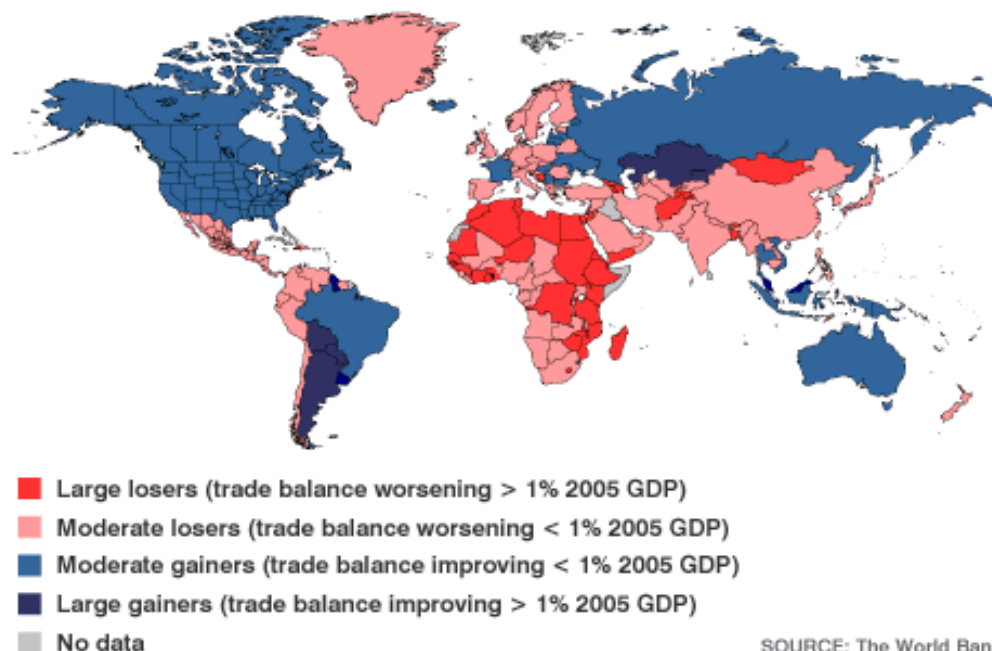 Large losers (trade balance worsening > 1% 2005 GDP)
Moderate losers (trade balance worsening < 1% 2005 GDP)
Moderate gainers (trade balance improving < 1% 2005 GDP)
Large gainers (trade balance improving > 1% 2005 GDP)
No data
SOURCE: The World Ban